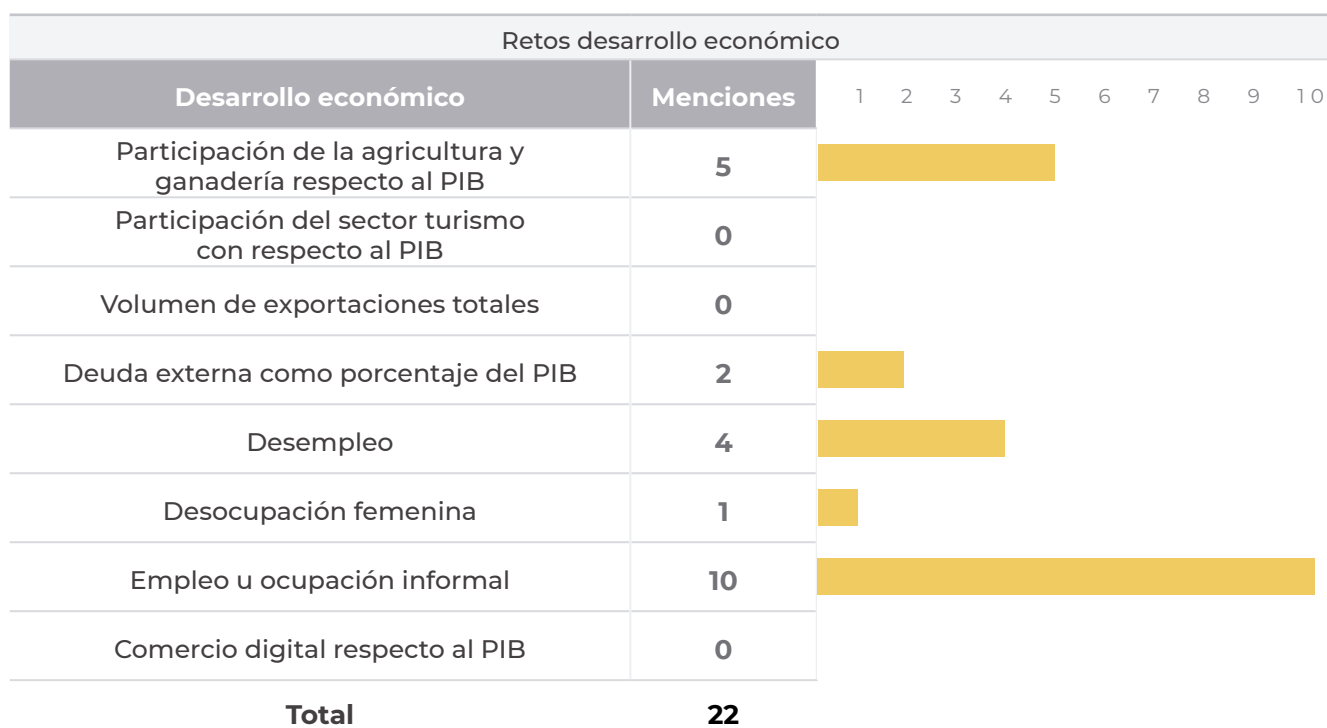 Retos desarrollo económico
Desarrollo económico
Menciones
1 2 3 4 5 6 7 8 9 10
Participación de la agricultura y
ganadería respecto al PIB
5
Participación del sector turismo
con respecto al PIB
0
Volumen de exportaciones totales
0
Deuda externa como porcentaje del PIB
2
Desempleo
4
Desocupación femenina
1
Empleo u ocupación informal
10
Comercio digital respecto al PIB
0
Total
22